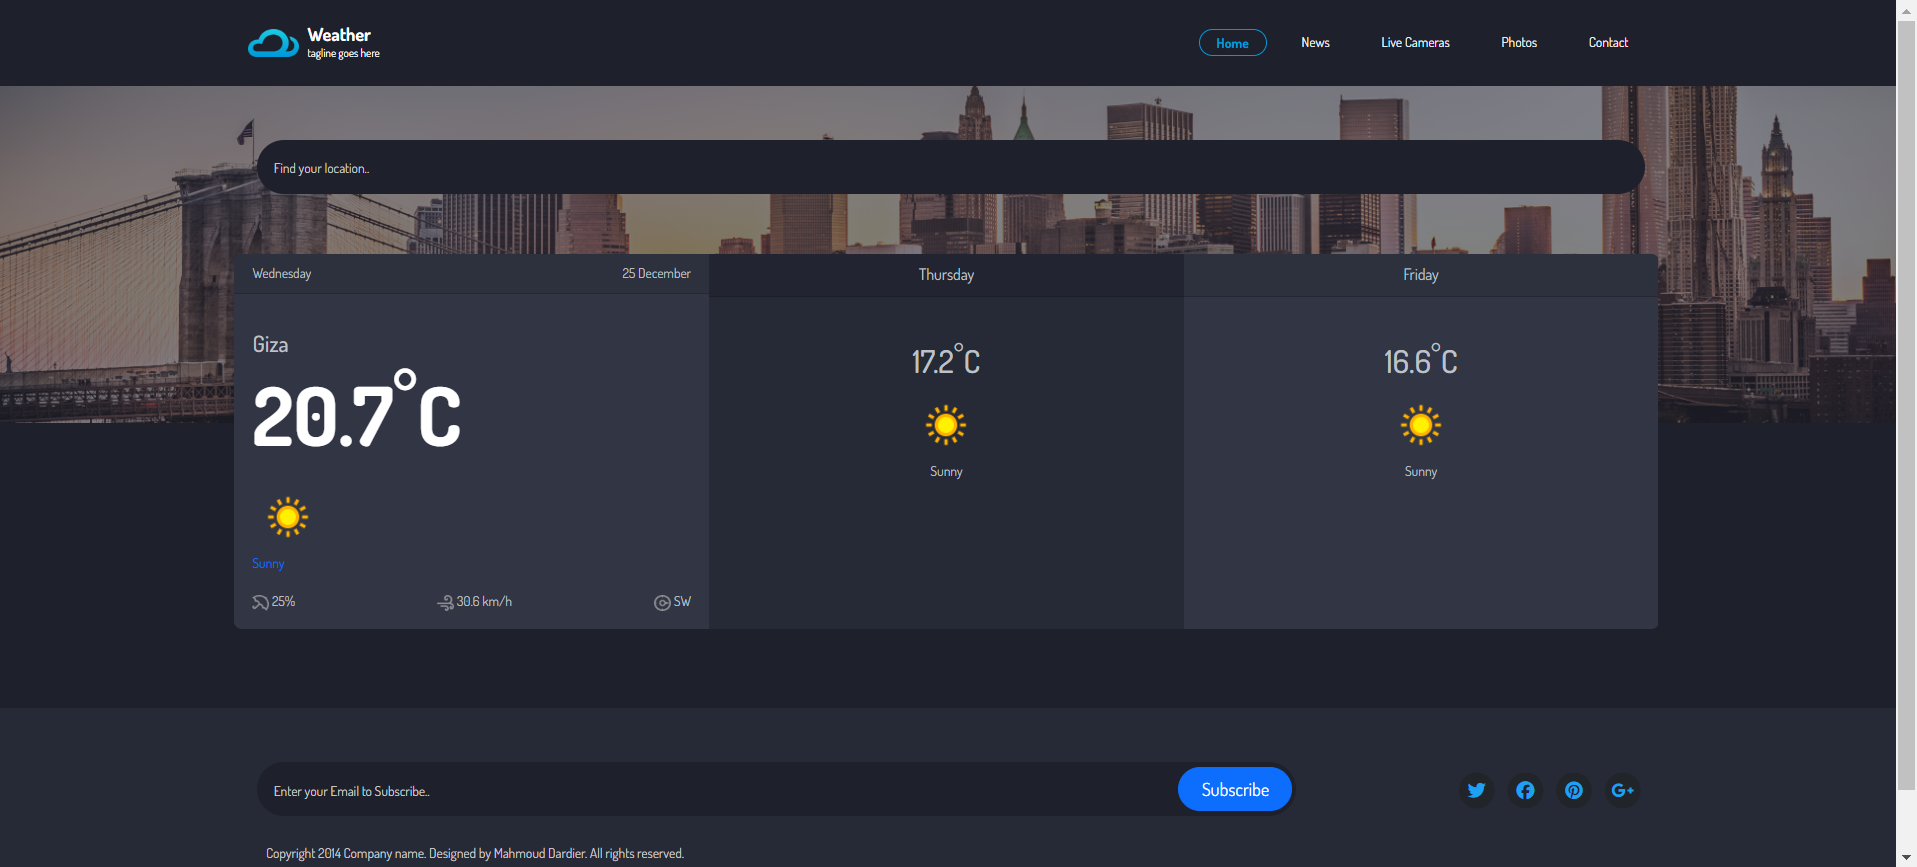 Weather
tagline goes here
Home
News
Live Cameras
Photos
Contact
Find your location..
Wednesday
25 December
Giza
20.7°C
Sunny
25%
30.6 km/h
SW
Thursday
17.2°C
Sunny
Friday
16.6°C
Sunny
Enter your Email to Subscribe..
Subscribe
G+
Copyright 2014 Company name. Designed by Mahmoud Dardier. All rights reserved.